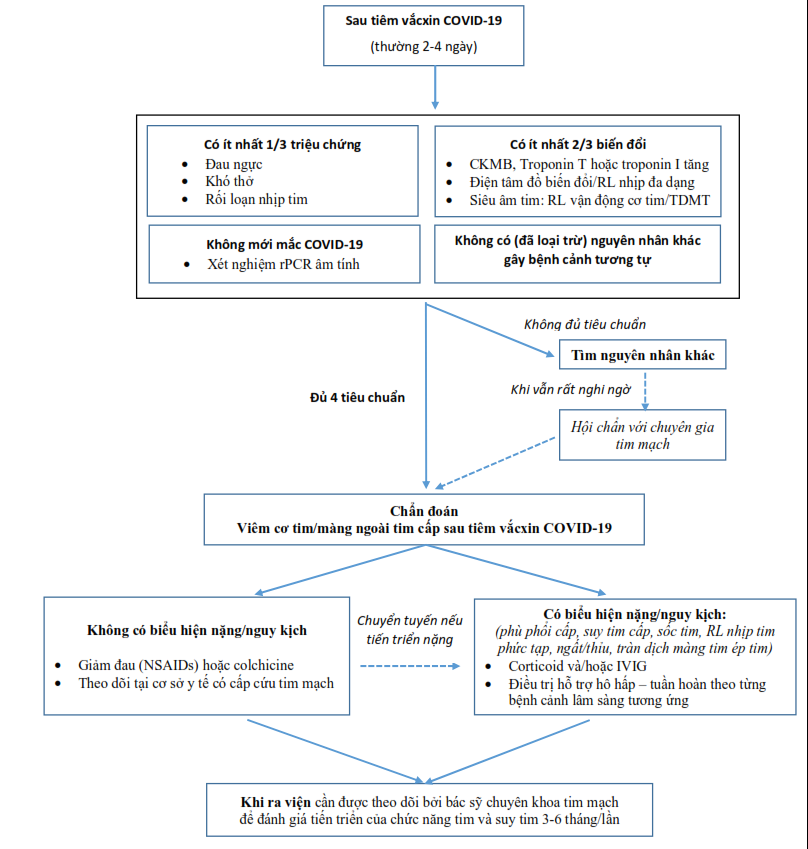 Sau tiêm vắcxin COVID-19
(thường 2-4 ngày)
Có ít nhất 1/3 triệu chứng
• Đau ngực
• Khó thở
• Rối loạn nhịp tim
Có ít nhất 2/3 biến đổi
• CKMB, Troponin T hoặc troponin I tăng
• Điện tâm đồ biến đổi/RL nhịp đa dạng
• Siêu âm tim: RL vận động cơ tim/TDMT
Không mới mắc COVID-19
• Xét nghiệm rPCR âm tính
Không có (đã loại trừ) nguyên nhân khác
gây bệnh cảnh tương tự
Không đủ tiêu chuẩn
Tìm nguyên nhân khác
Đủ 4 tiêu chuẩn
Khi vẫn rất nghi ngờ
Hội chẩn với chuyên gia
tim mạch
Chẩn đoán
Viêm cơ tim/màng ngoài tim cấp sau tiêm vắcxin COVID-19
Không có biểu hiện nặng/nguy kịch
• Giảm đau (NSAIDs) hoặc colchicine
• Theo dõi tại cơ sở y tế có cấp cứu tim mạch
Chuyển tuyến nếu
tiến triển nặng
Có biểu hiện nặng/nguy kịch:
(phù phổi cấp, suy tim cấp, sốc tim, RL nhịp tim
phức tạp, ngất/thỉu, tràn dịch màng tim ép tim)
• Corticoid và/hoặc IVIG
• Điều trị hỗ trợ hô hấp – tuần hoàn theo từng
bệnh cảnh lâm sàng tương ứng
Khi ra viện cần được theo dõi bởi bác sỹ chuyên khoa tim mạch
để đánh giá tiến triển của chức năng tim và suy tim 3-6 tháng/lần